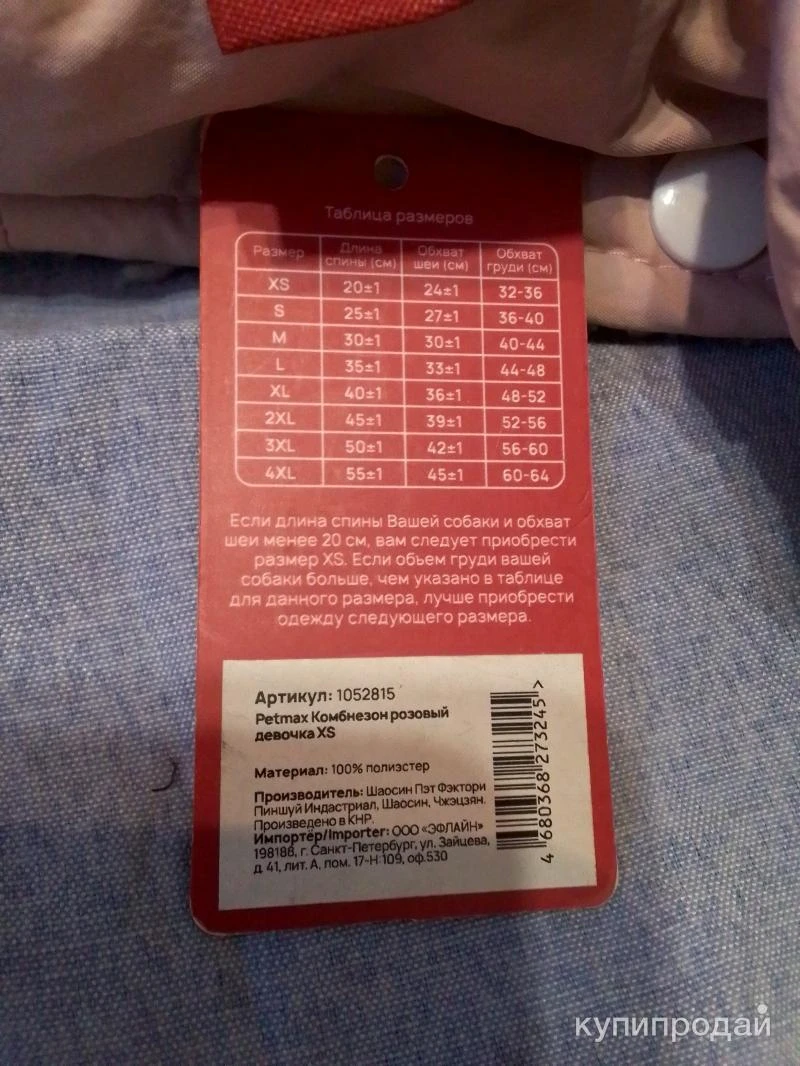 Таблица размеров
Размер Длина спины (см) Обхват шеи (см) Обхват груди (см)
XS 20±1 24±1 32-36
S 25±1 27±1 36-40
M 30±1 30±1 40-44
L 35±1 33±1 44-48
XL 40±1 36±1 48-52
2XL 45±1 39±1 52-56
3XL 50±1 42±1 56-60
4XL 55±1 45±1 60-64
Если длина спины Вашей собаки и обхват
шеи менее 20 см, вам следует приобрести
размер XS. Если объем груди вашей
собаки больше, чем указано в таблице
для данного размера, лучше приобрести
одежду следующего размера.
Артикул: 1052815
Petmax Комбнезон розовый
девочка XS
Материал: 100% полиэстер
Производитель: Шаосин Пэт Фэктори
Пиншуй Индастриал, Шаосин, Чжэцзян.
Произведено в КНР.
Импортёр/Importer: ООО «ЭФЛАЙН»
198188, г. Санкт-Петербург, ул. Зайцева,
д. 41, лит. А, пом. 17-Н:109, оф.530
4 680368 273245 >
купипродай